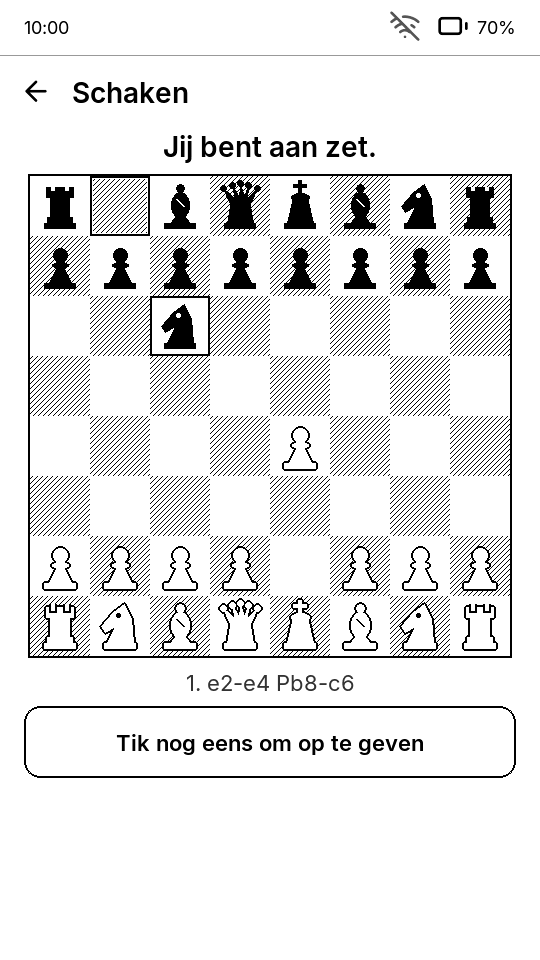 10:00
70%
Schaken
Jij bent aan zet.
1. e2-e4 Pb8-c6
Tik nog eens om op te geven